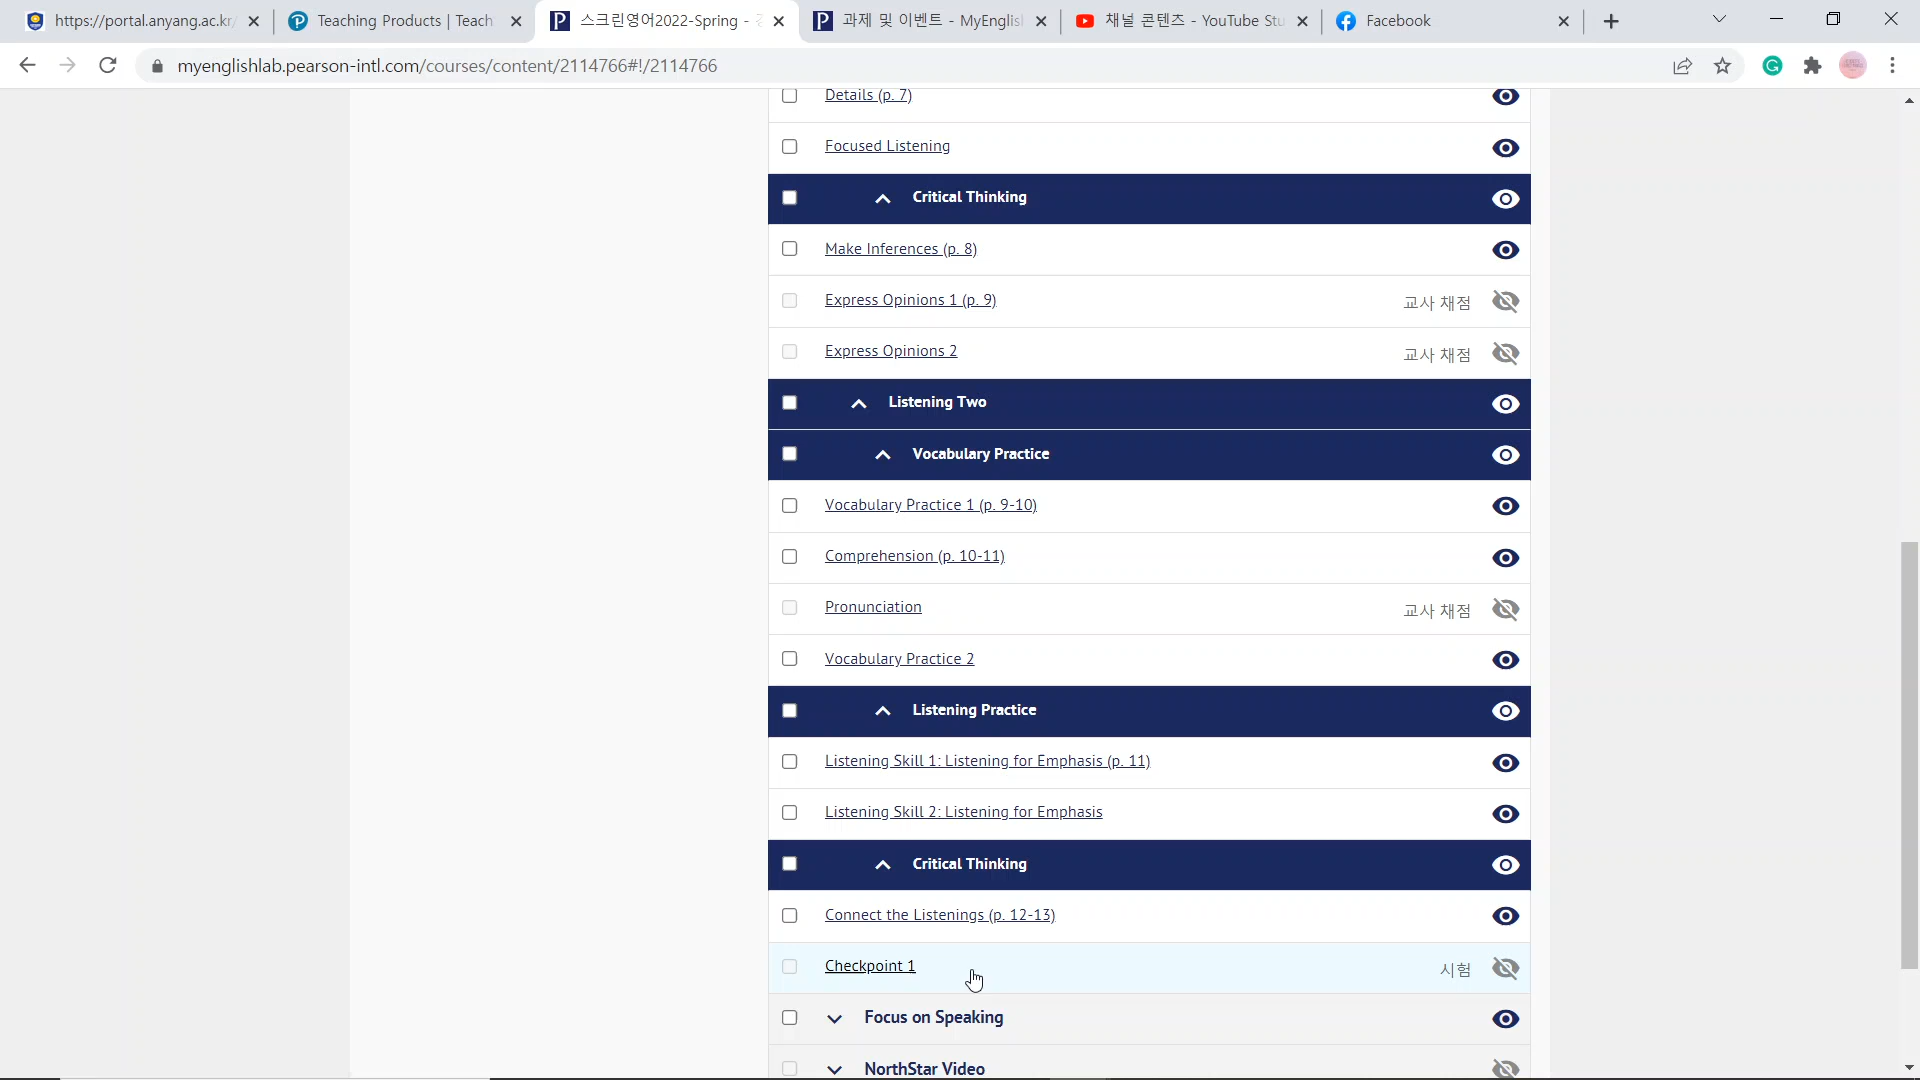 https://portal.anyang.ac.kr/
Teaching Products | Teach
스크린영어2022-Spring -
과제 및 이벤트 - MyEnglish
채널 콘텐츠 - YouTube Stu
Facebook
myenglishlab.pearson-intl.com/courses/content/2114766#!/2114766
Details (p. 7)
Focused Listening
Critical Thinking
Make Inferences (p. 8)
Express Opinions 1 (p. 9) 교사 채점
Express Opinions 2 교사 채점
Listening Two
Vocabulary Practice
Vocabulary Practice 1 (p. 9-10)
Comprehension (p. 10-11)
Pronunciation 교사 채점
Vocabulary Practice 2
Listening Practice
Listening Skill 1: Listening for Emphasis (p. 11)
Listening Skill 2: Listening for Emphasis
Critical Thinking
Connect the Listenings (p. 12-13)
Checkpoint 1 시험
Focus on Speaking
NorthStar Video